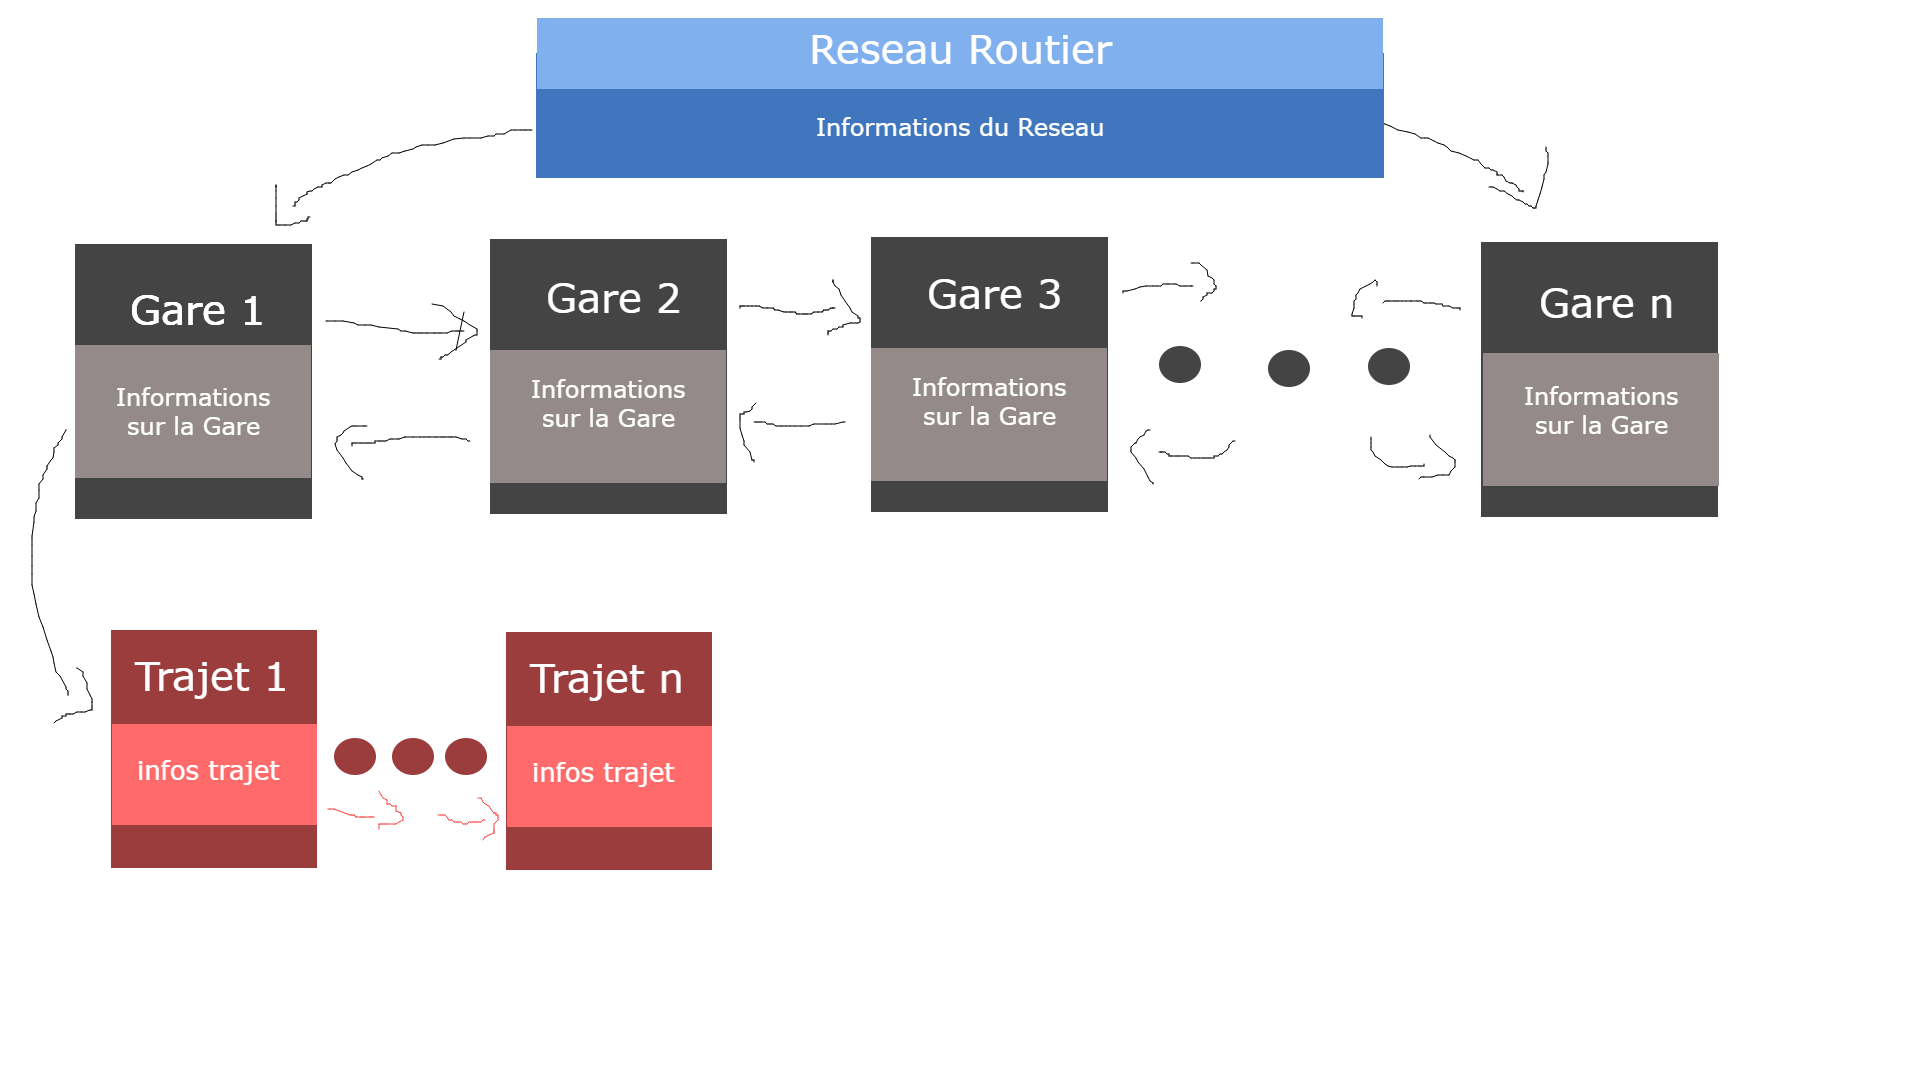 Reseau Routier
Informations du Reseau
Gare 1
Informations
sur la Gare
Gare 2
Informations
sur la Gare
Gare 3
Informations
sur la Gare
Gare n
Informations
sur la Gare
Trajet 1
infos trajet
Trajet n
infos trajet